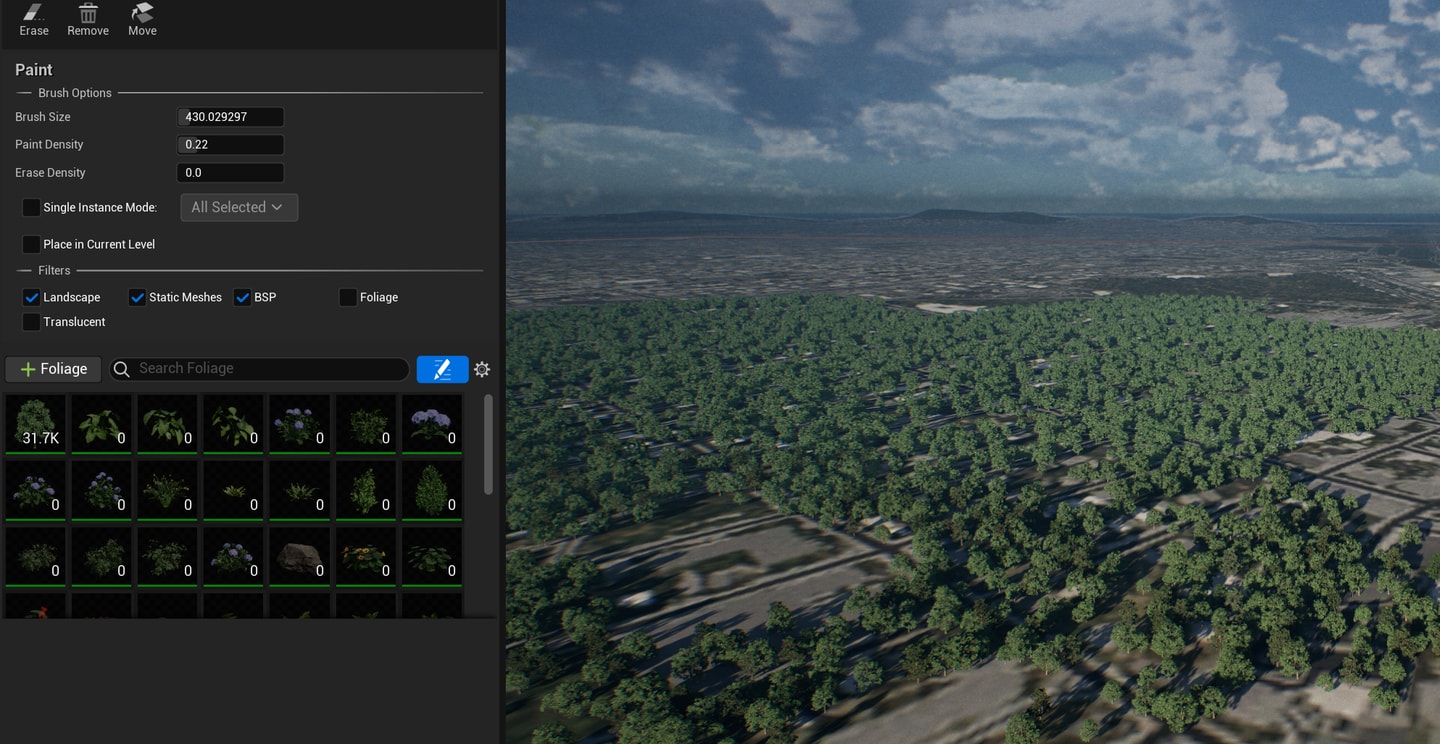 Erase Remove Move
Paint
Brush Options
Brush Size 430.029297
Paint Density 0.22
Erase Density 0.0
Single Instance Mode: All Selected
Place in Current Level
Filters
Landscape Static Meshes BSP Foliage
Translucent
Foliage Search Foliage
31.7K 0 0 0 0 0 0
0 0 0 0 0 0 0
0 0 0 0 0 0 0